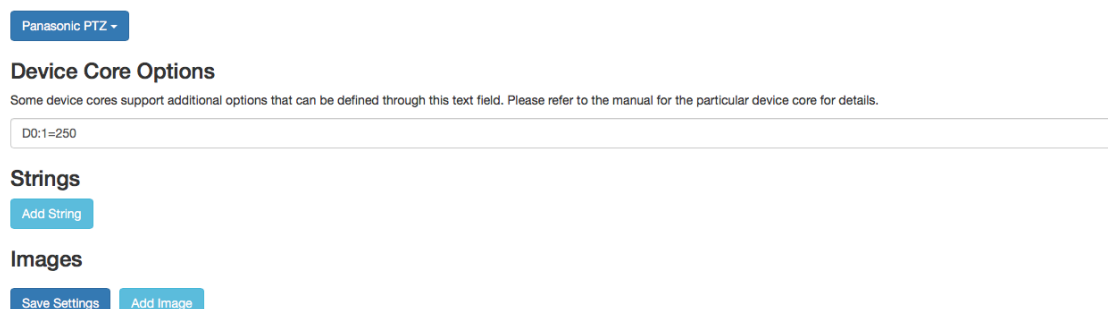 Panasonic PTZ
Device Core Options
Some device cores support additional options that can be defined through this text field. Please refer to the manual for the particular device core for details.
D0:1=250
Strings
Add String
Images
Save Settings Add Image